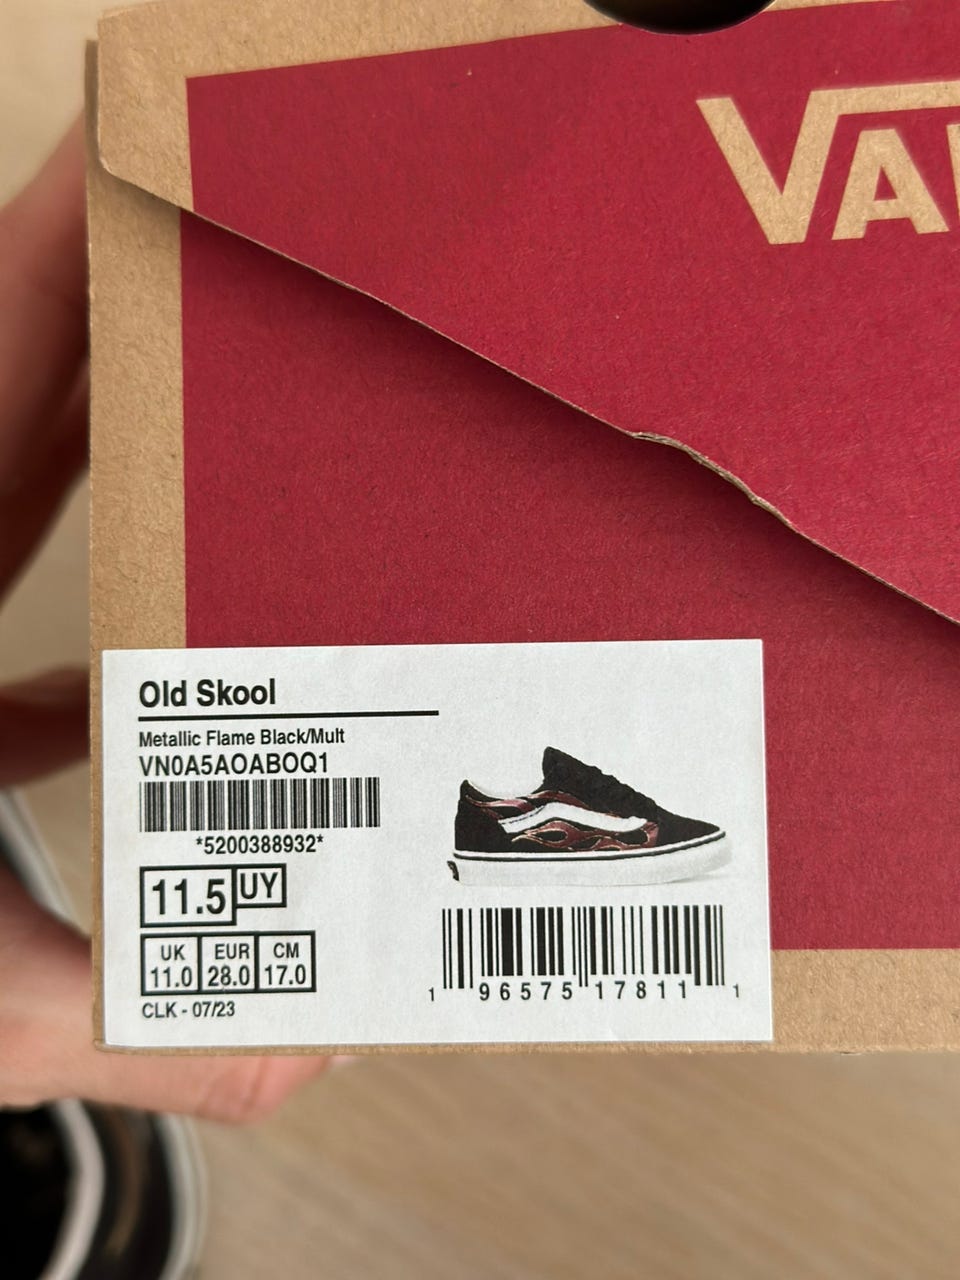 VA
Old Skool
Metallic Flame Black/Mult
VN0A5AOABOQ1
*5200388932*
11.5 UY
UK EUR CM
11.0 28.0 17.0
CLK - 07/23
1 96575 17811 1